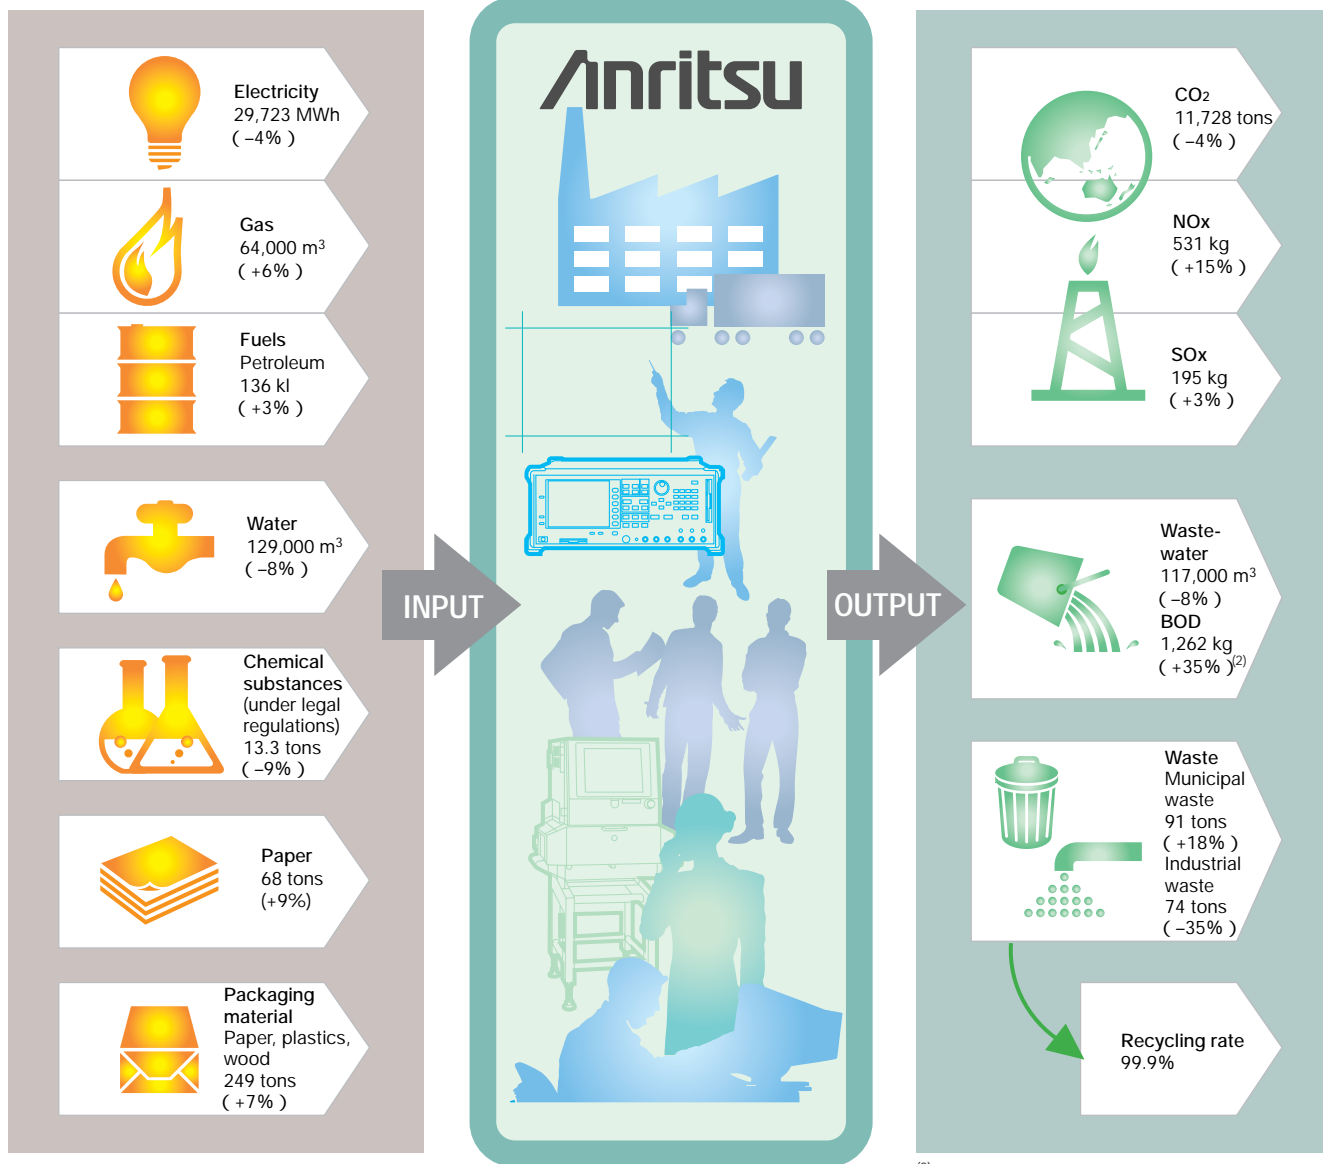 Electricity
29,723 MWh
( –4% )
Gas
64,000 m³
( +6% )
Fuels
Petroleum
136 kl
( +3% )
Water
129,000 m³
( –8% )
Chemical
substances
(under legal
regulations)
13.3 tons
( –9% )
Paper
68 tons
(+9%)
Packaging
material
Paper, plastics,
wood
249 tons
( +7% )
INPUT
Anritsu
OUTPUT
CO₂
11,728 tons
( –4% )
NOx
531 kg
( +15% )
SOx
195 kg
( +3% )
Waste-
water
117,000 m³
( –8% )
BOD
1,262 kg
( +35% )⁽²⁾
Waste
Municipal
waste
91 tons
( +18% )
Industrial
waste
74 tons
( –35% )
Recycling rate
99.9%